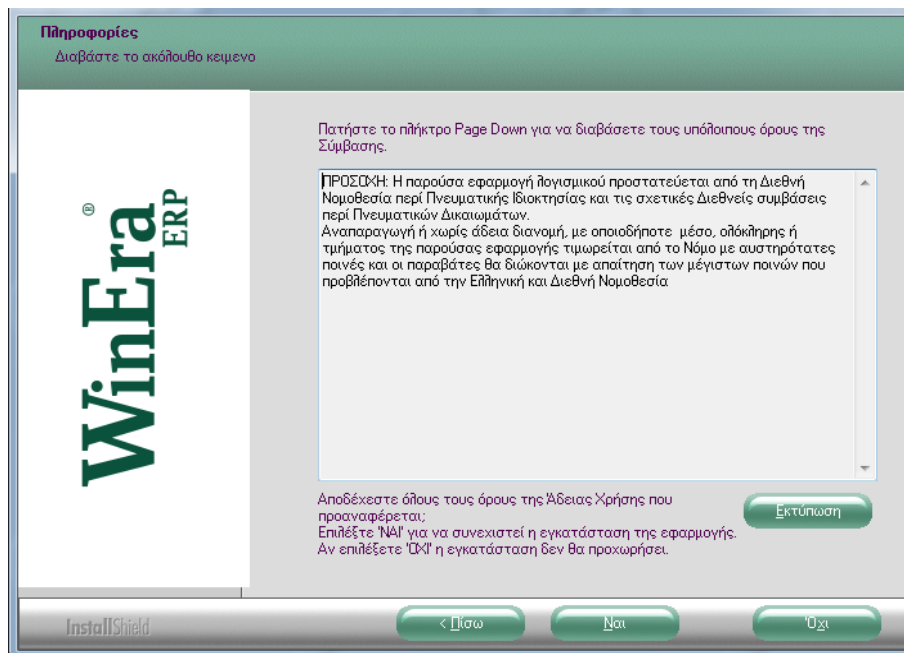 Πληροφορίες
Διαβάστε το ακόλουθο κειμενο
WinEra®
ERP
Πατήστε το πλήκτρο Page Down για να διαβάσετε τους υπόλοιπους όρους της
Σύμβασης.
ΠΡΟΣΟΧΗ: Η παρούσα εφαρμογή λογισμικού προστατεύεται από τη Διεθνή
Νομοθεσία περί Πνευματικής Ιδιοκτησίας και τις σχετικές Διεθνείς συμβάσεις
περί Πνευματικών Δικαιωμάτων.
Αναπαραγωγή ή χωρίς άδεια διανομή, με οποιοδήποτε μέσο, ολόκληρης ή
τμήματος της παρούσας εφαρμογής τιμωρείται από το Νόμο με αυστηρότατες
ποινές και οι παραβάτες θα διώκονται με απαίτηση των μέγιστων ποινών που
προβλέπονται από την Ελληνική και Διεθνή Νομοθεσία
Αποδέχεστε όλους τους όρους της Άδειας Χρήσης που
προαναφέρεται;
Επιλέξτε 'ΝΑΙ' για να συνεχιστεί η εγκατάσταση της εφαρμογής.
Αν επιλέξετε 'ΟΧΙ' η εγκατάσταση δεν θα προχωρήσει.
Εκτύπωση
InstallShield
< Πίσω
Ναι
Όχι